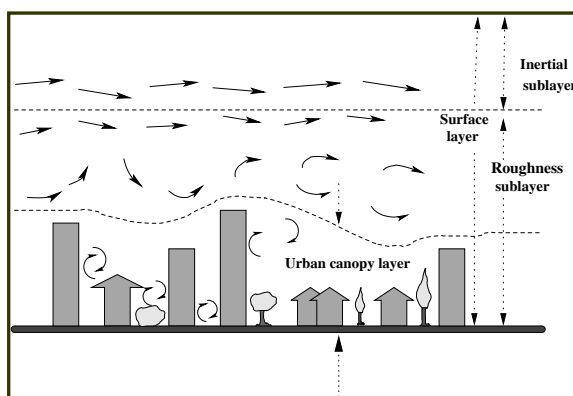 Inertial
sublayer
Surface
layer
Roughness
sublayer
Urban canopy layer